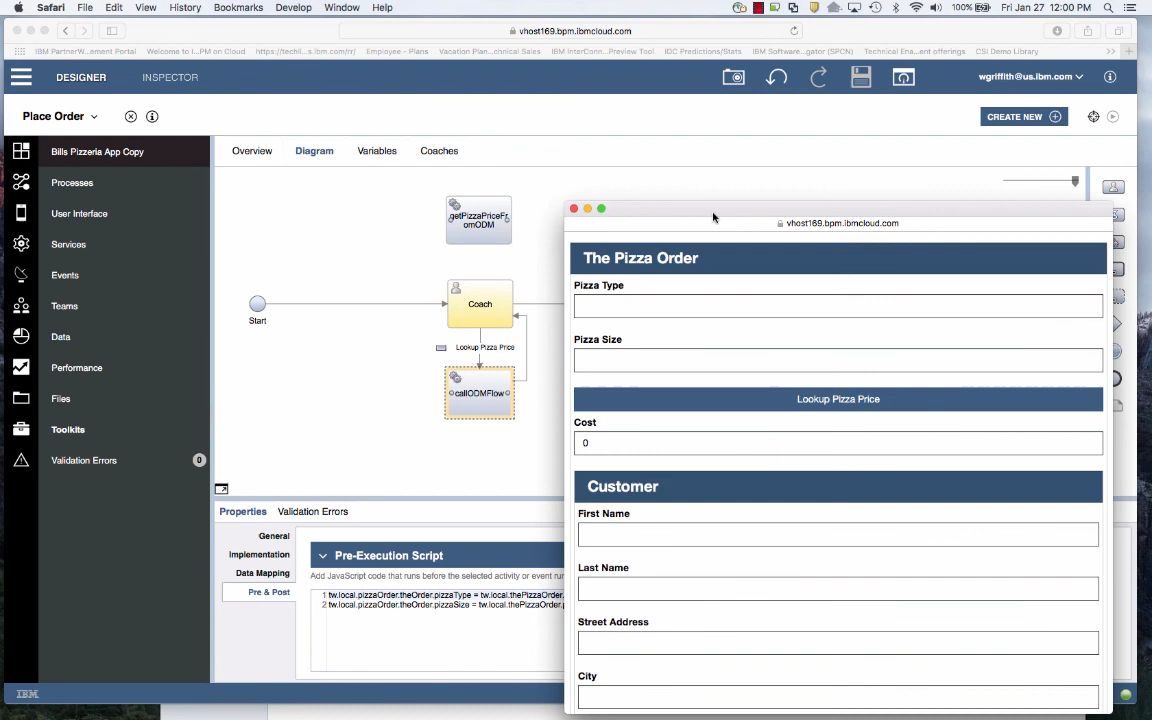 Safari File Edit View History Bookmarks Develop Window Help 100% Fri Jan 27 12:00 PM
vhost169.bpm.ibmcloud.com
IBM PartnerW...ement Portal Welcome to I...PM on Cloud https://techli...s.ibm.com/rr/ Employee - Plans Vacation Plan...chnical Sales IBM InterConn...Preview Tool IDC Predictions/Stats IBM Software...gator (SPCN) Technical Ena...ent offerings CSI Demo Library
DESIGNER INSPECTOR wgriffith@us.ibm.com
Place Order CREATE NEW
Bills Pizzeria App Copy
Processes
User Interface
Services
Events
Teams
Data
Performance
Files
Toolkits
Validation Errors 0
Overview Diagram Variables Coaches
getPizzaPriceFr
omODM
Start
Coach
Lookup Pizza Price
callODMFlow
Properties Validation Errors
General
Implementation
Data Mapping
Pre & Post
Pre-Execution Script
Add JavaScript code that runs before the selected activity or event run
1 tw.local.pizzaOrder.theOrder.pizzaType = tw.local.thePizzaOrder.
2 tw.local.pizzaOrder.theOrder.pizzaSize = tw.local.thePizzaOrder.
vhost169.bpm.ibmcloud.com
The Pizza Order
Pizza Type
Pizza Size
Lookup Pizza Price
Cost
0
Customer
First Name
Last Name
Street Address
City
IBM